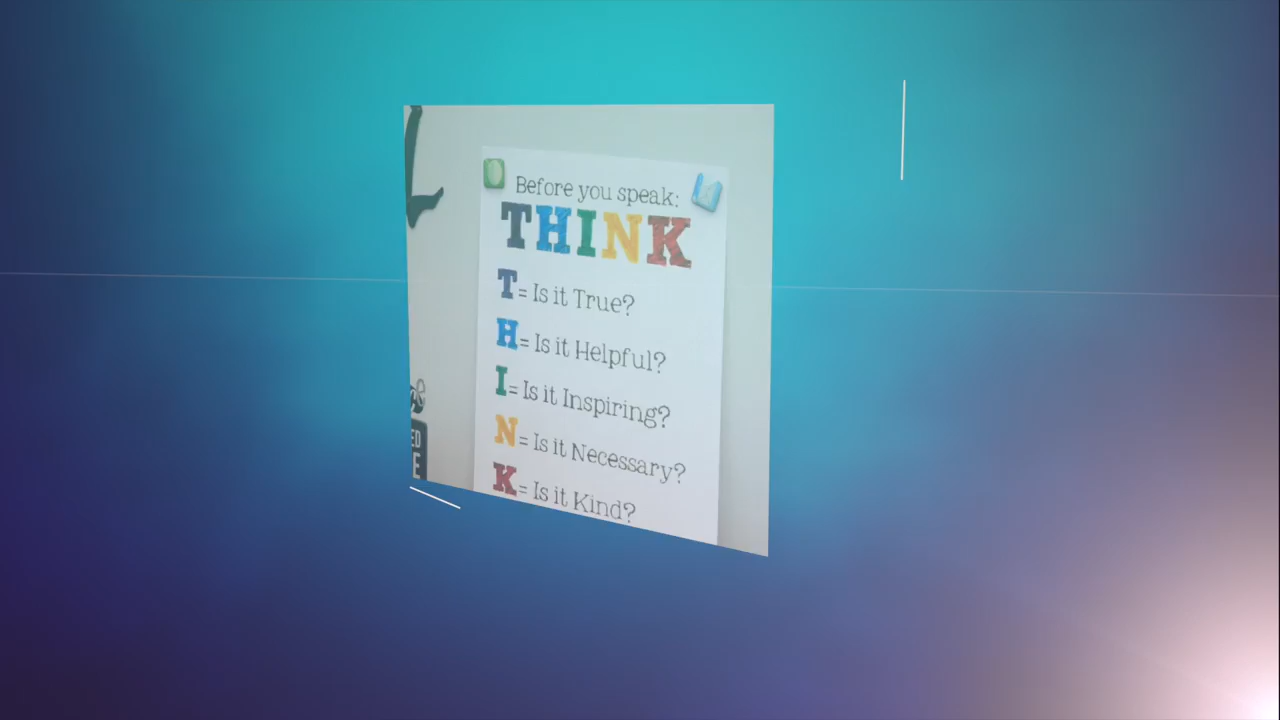 Before you speak:
THINK
T= Is it True?
H= Is it Helpful?
I= Is it Inspiring?
N= Is it Necessary?
K= Is it Kind?
ED
E